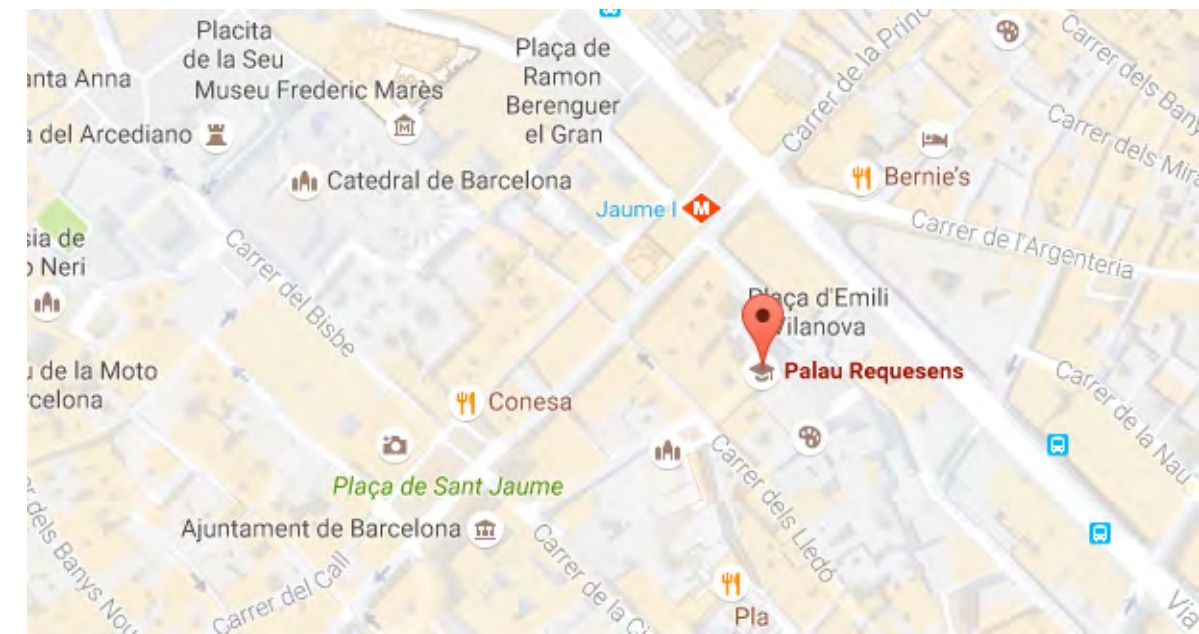 Placita
de la Seu
Museu Frederic Marès
Plaça de
Ramon
Berenguer
el Gran
Carrer de la Princ
Carrer dels Bany
Carrer dels Mira
anta Anna
a del Arcediano
M
Catedral de Barcelona
Bernie's
Jaume I
M
Carrer de l'Argenteria
sia de
o Neri
Carrer del Bisbe
Plaça d'Emili
Vilanova
Palau Requesens
u de la Moto
rcelona
Conesa
Carrer de la Nau
Plaça de Sant Jaume
Carrer dels Lledó
Ajuntament de Barcelona
r dels Banys Nou
Carrer del Call
Carrer de la Ci
Pla
Via